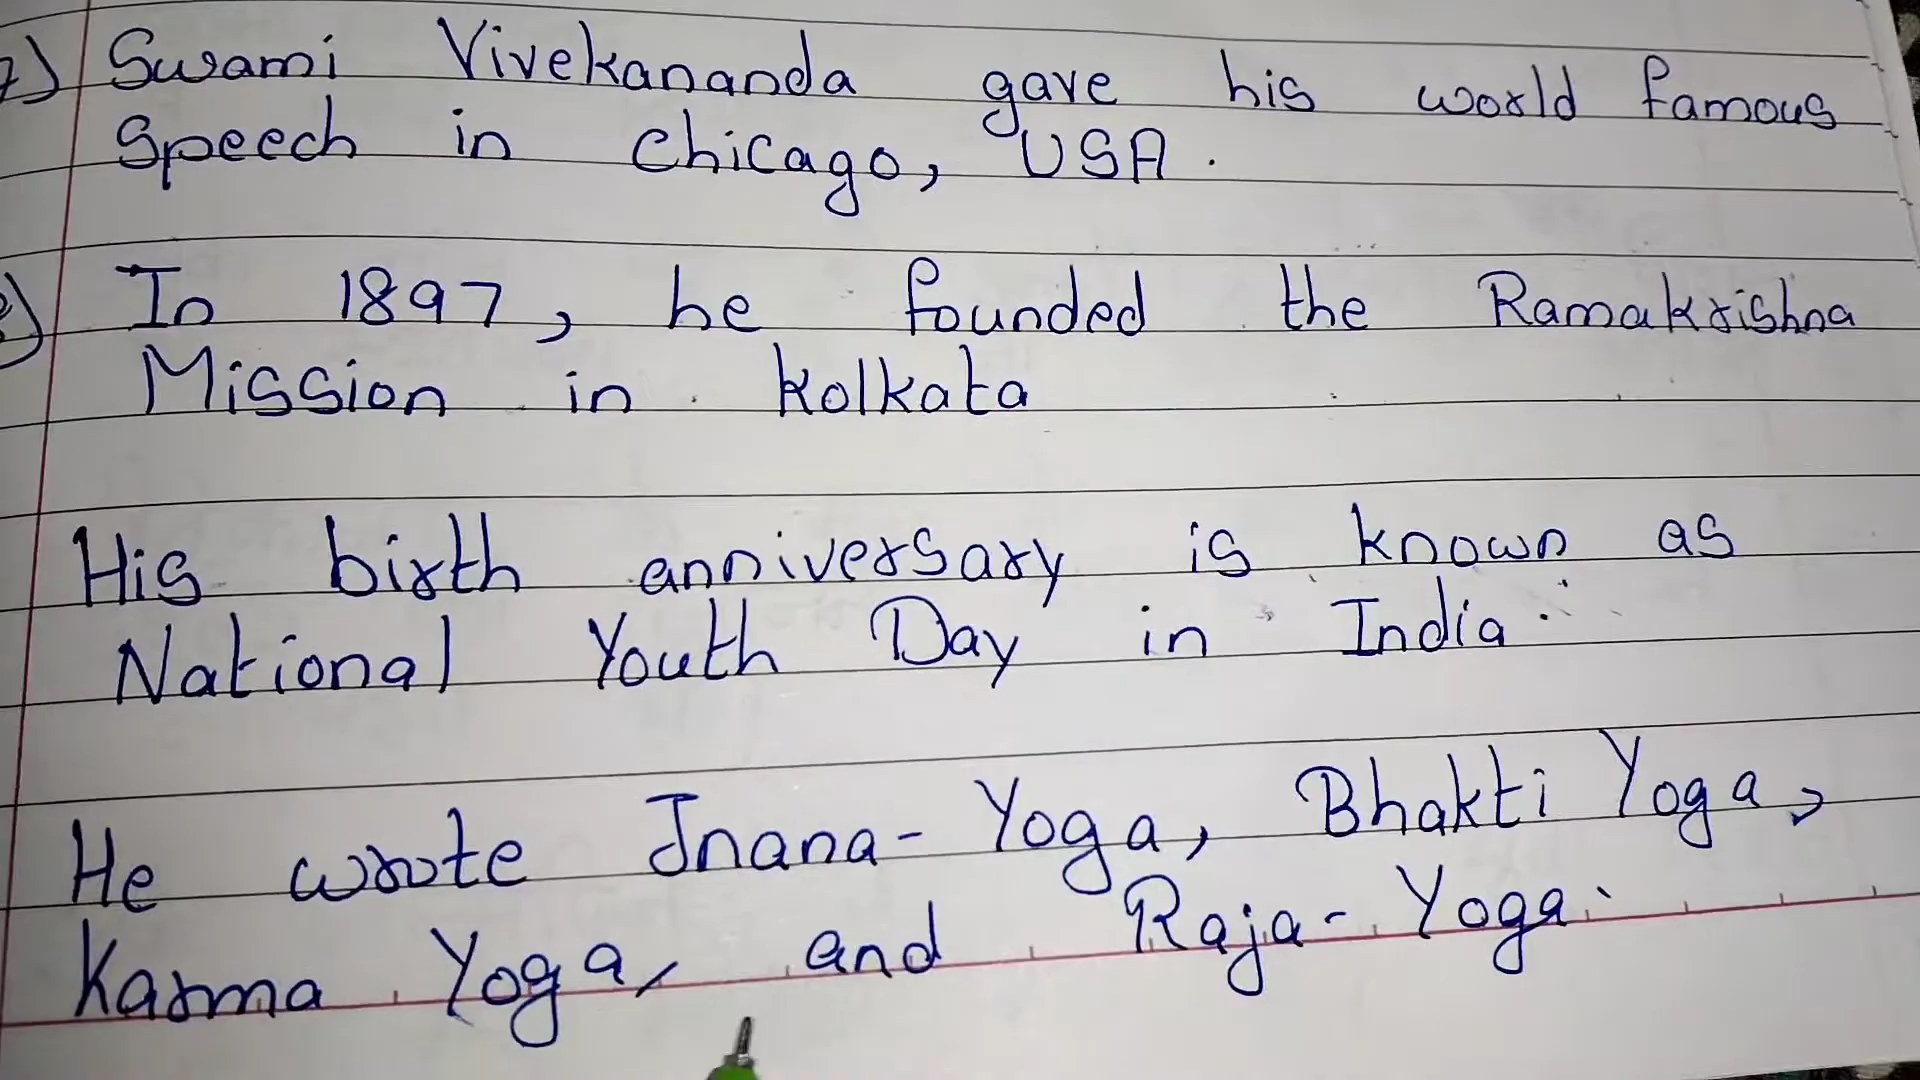 7) Swami Vivekananda gave his world famous
Speech in Chicago, USA.
8) In 1897, he founded the Ramakrishna
Mission in Kolkata
His birth anniversary is known as
National Youth Day in India.
He wrote Jnana-Yoga, Bhakti Yoga,
Karma Yoga, and Raja-Yoga.